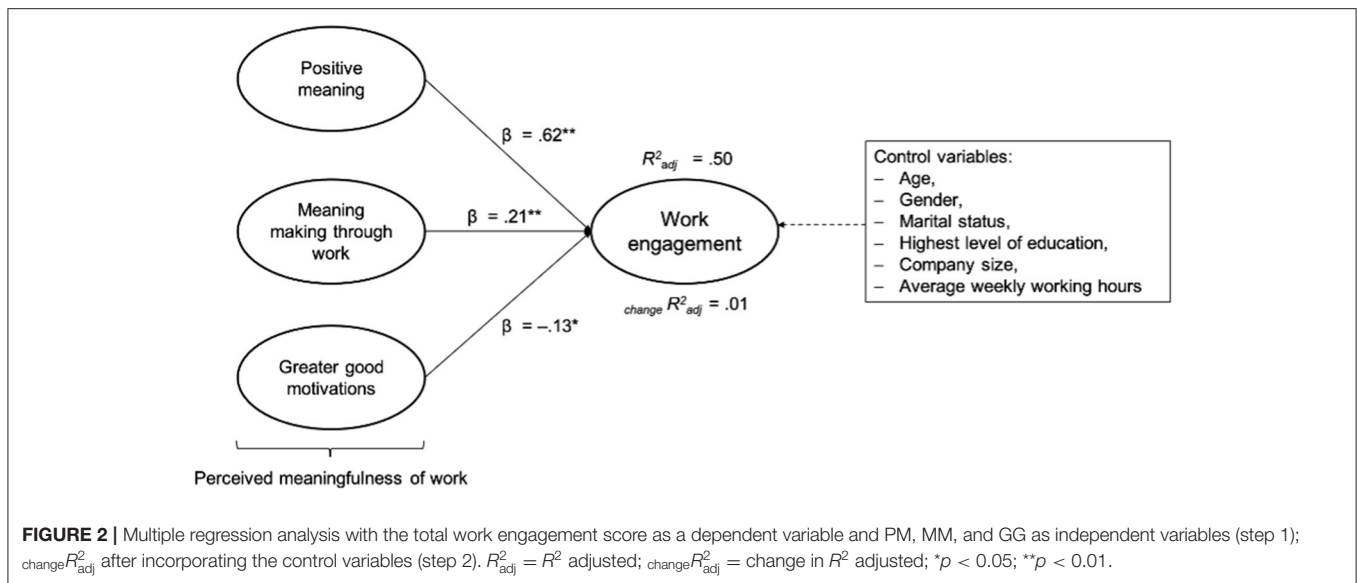 Positive
meaning
β = .62**
R²adj = .50
Control variables:
– Age,
– Gender,
– Marital status,
– Highest level of education,
– Company size,
– Average weekly working hours
Meaning
making through
work
β = .21**
Work
engagement
change R²adj = .01
β = –.13*
Greater good
motivations
Perceived meaningfulness of work
FIGURE 2 | Multiple regression analysis with the total work engagement score as a dependent variable and PM, MM, and GG as independent variables (step 1);
changeR²adj after incorporating the control variables (step 2). R²adj = R² adjusted; changeR²adj = change in R² adjusted; *p < 0.05; **p < 0.01.